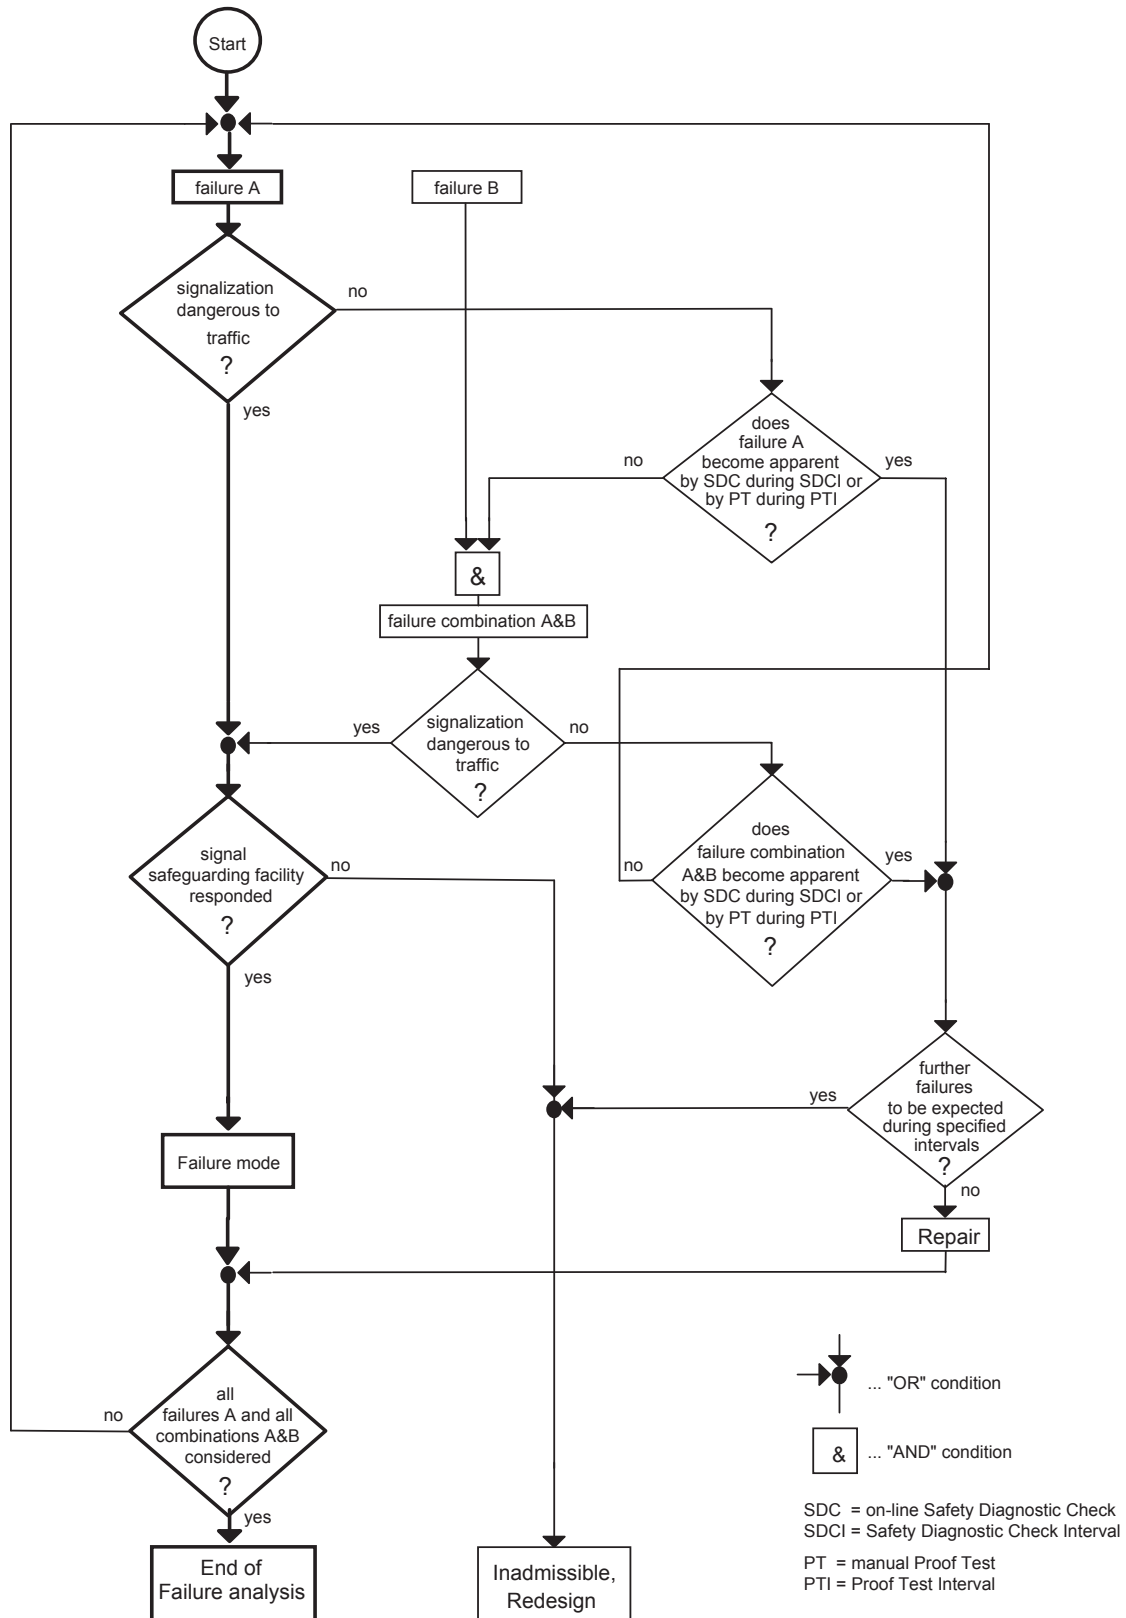 Start
failure A
failure B
signalization
dangerous to
traffic
?
no
yes
does
failure A
become apparent
by SDC during SDCI or
by PT during PTI
?
no
yes
&
failure combination A&B
signalization
dangerous to
traffic
?
yes
no
does
failure combination
A&B become apparent
by SDC during SDCI or
by PT during PTI
?
no
yes
signal
safeguarding facility
responded
?
no
yes
further
failures
to be expected
during specified
intervals
?
yes
no
Failure mode
Repair
all
failures A and all
combinations A&B
considered
?
no
yes
End of
Failure analysis
Inadmissible,
Redesign
... "OR" condition
& ... "AND" condition
SDC = on-line Safety Diagnostic Check
SDCI = Safety Diagnostic Check Interval
PT = manual Proof Test
PTI = Proof Test Interval